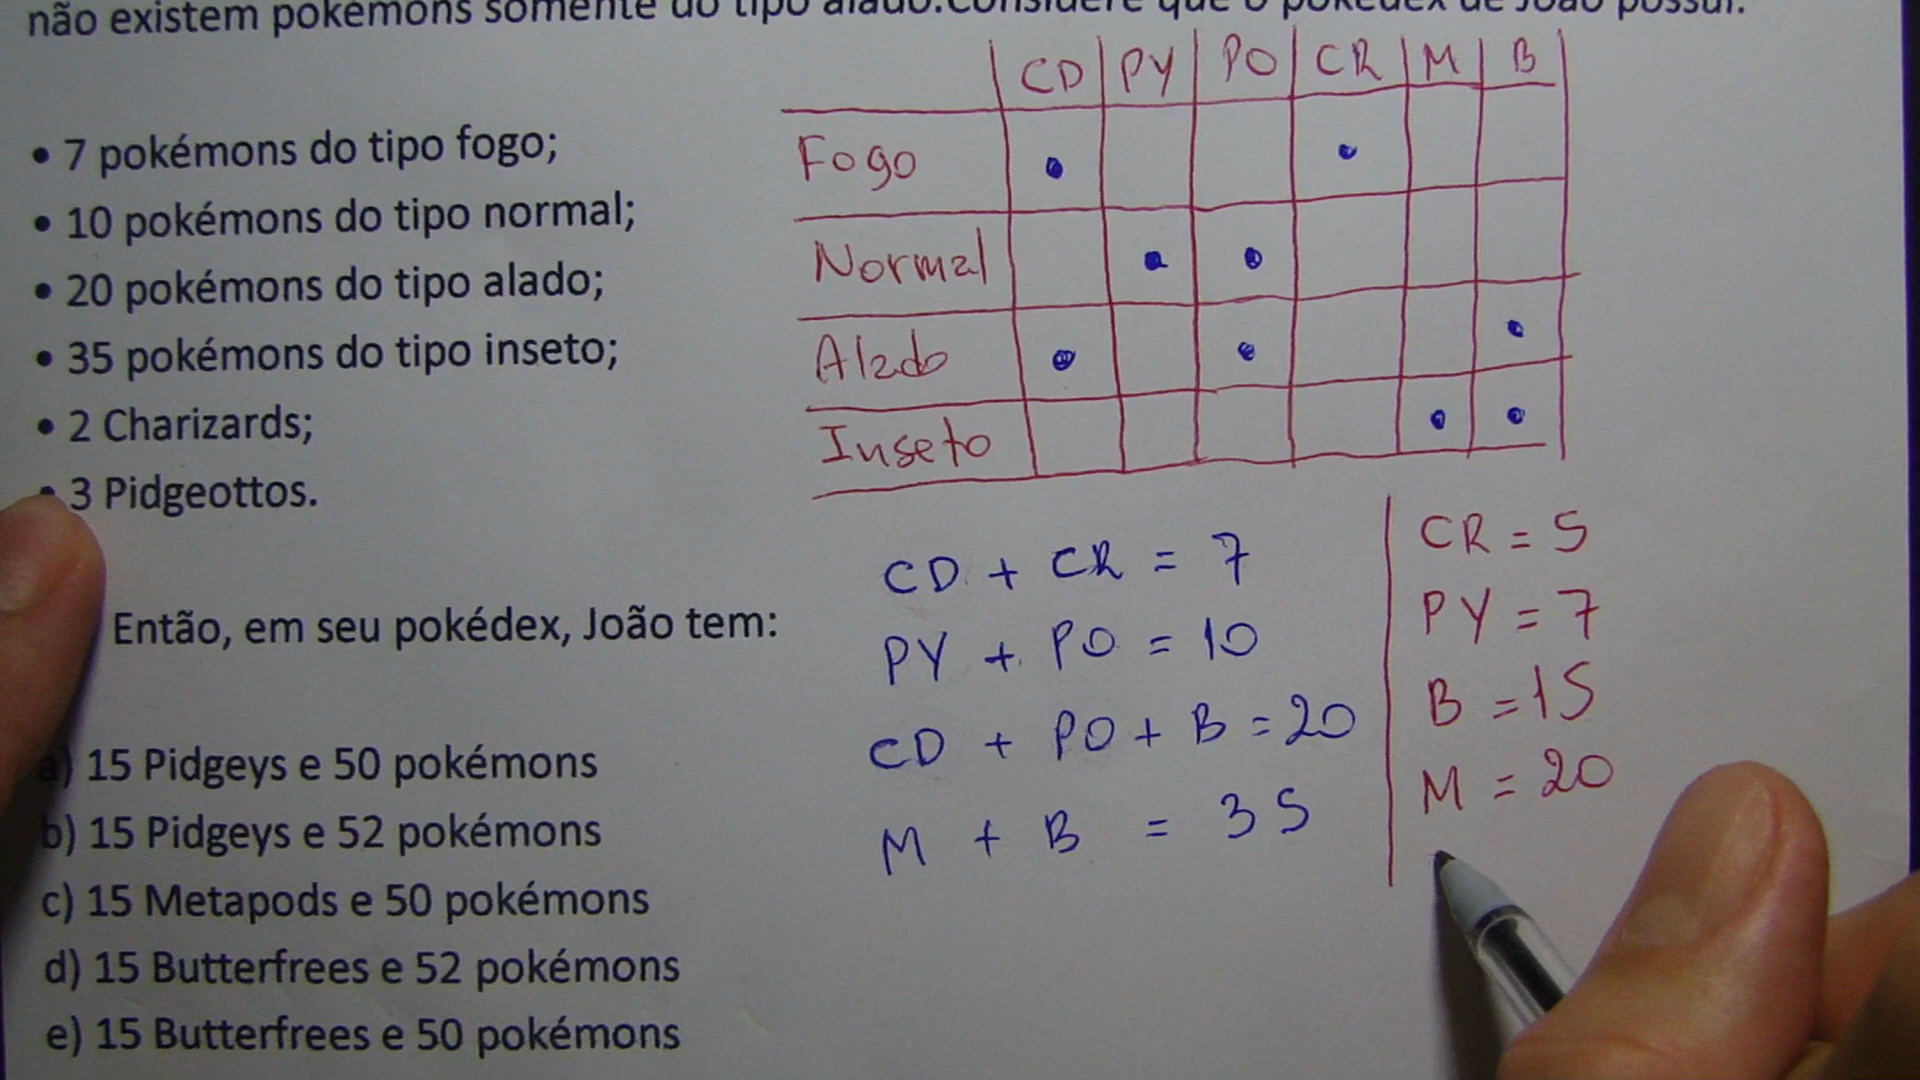 não existem pokémons somente do tipo alado.Considere que o pokédex de João possui:
• 7 pokémons do tipo fogo;
• 10 pokémons do tipo normal;
• 20 pokémons do tipo alado;
• 35 pokémons do tipo inseto;
• 2 Charizards;
• 3 Pidgeottos.
Então, em seu pokédex, João tem:
a) 15 Pidgeys e 50 pokémons
b) 15 Pidgeys e 52 pokémons
c) 15 Metapods e 50 pokémons
d) 15 Butterfrees e 52 pokémons
e) 15 Butterfrees e 50 pokémons
CD PY PO CR M B
Fogo
Normal
Alado
Inseto
CD + CR = 7
PY + PO = 10
CD + PO + B = 20
M + B = 35
CR = 5
PY = 7
B = 15
M = 20